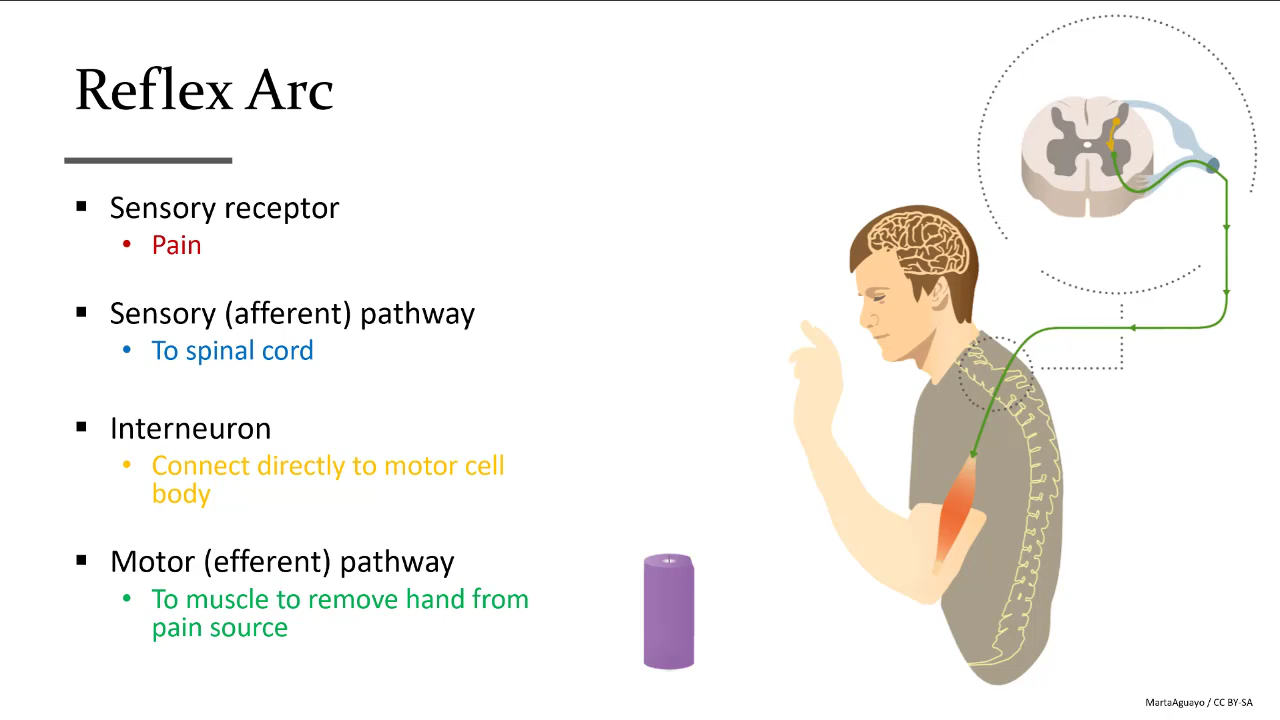 Reflex Arc
▪ Sensory receptor
• Pain
▪ Sensory (afferent) pathway
• To spinal cord
▪ Interneuron
• Connect directly to motor cell
body
▪ Motor (efferent) pathway
• To muscle to remove hand from
pain source
MartaAguayo / CC BY-SA